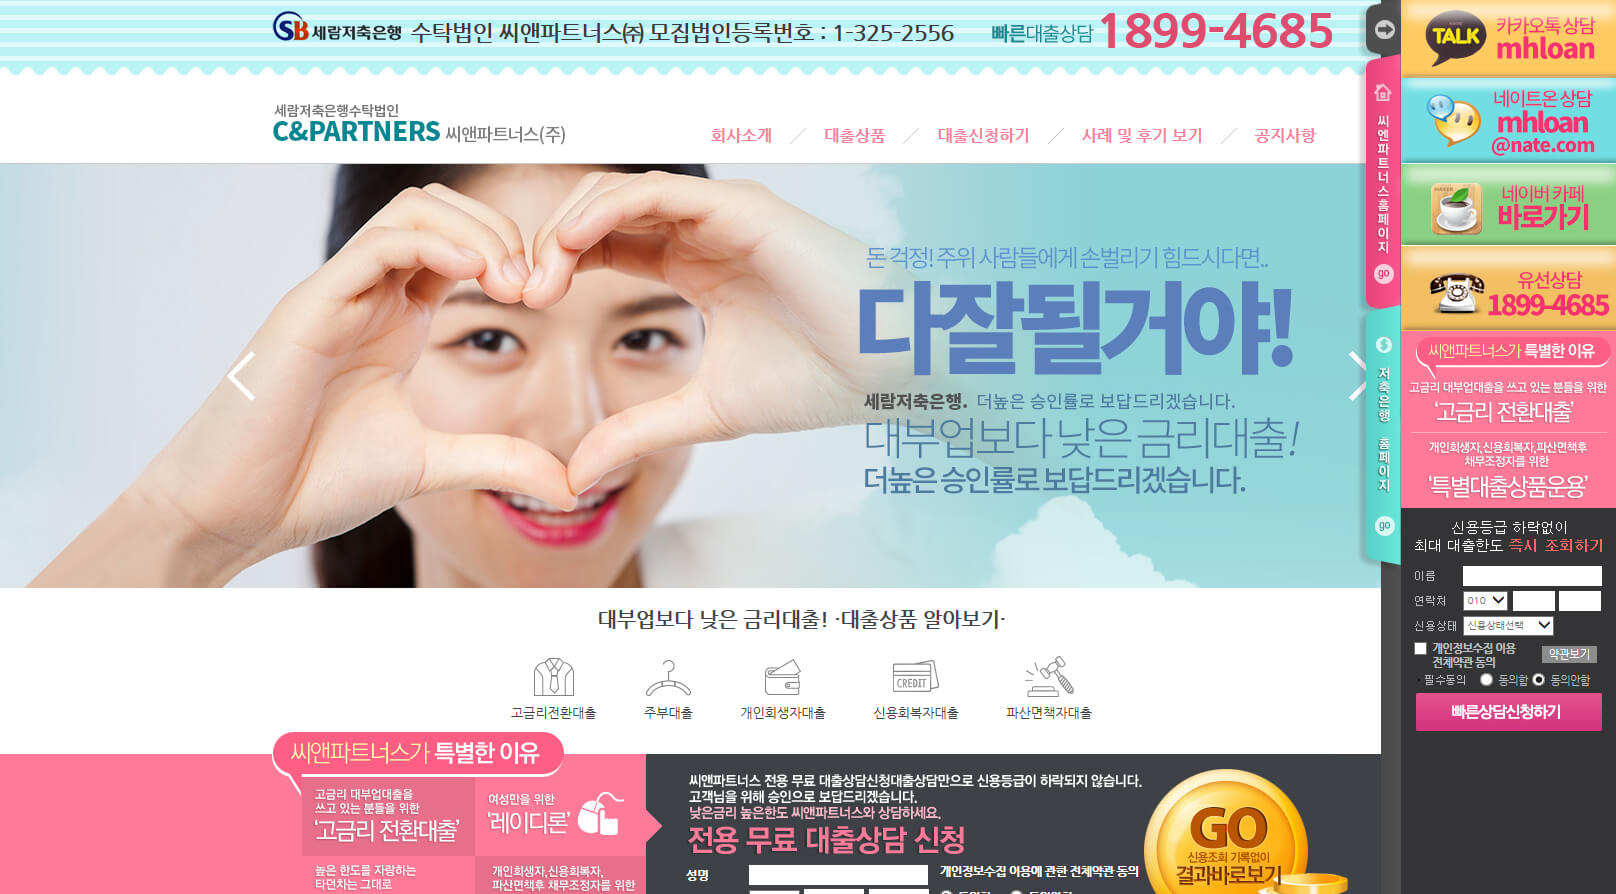 SB 세람저축은행 수탁법인 씨앤파트너스㈜ 모집법인등록번호 : 1-325-2556
빠른대출상담 1899-4685
세람저축은행수탁법인
C&PARTNERS 씨앤파트너스(주)
회사소개
대출상품
대출신청하기
사례 및 후기 보기
공지사항
돈 걱정! 주위 사람들에게 손벌리기 힘드시다면..
다잘될거야!
세람저축은행. 더높은 승인률로 보답드리겠습니다.
대부업보다 낮은 금리대출!
더높은 승인률로 보답드리겠습니다.
씨엔파트너스홈페이지
go
저축은행 홈페이지
go
TALK
카카오톡 상담
mhloan
네이트온 상담
mhloan
@nate.com
네이버 카페
바로가기
유선상담
1899-4685
씨앤파트너스가 특별한 이유
고금리 대부업대출을 쓰고 있는 분들을 위한
'고금리 전환대출'
개인회생자,신용회복자,파산면책후
채무조정자를 위한
'특별대출상품운용'
신용등급 하락없이
최대 대출한도 즉시 조회하기
이름
연락처
010
신용상태
신용상태선택
개인정보수집 이용
전체약관 동의
약관보기
필수동의
동의함
동의안함
빠른상담신청하기
대부업보다 낮은 금리대출! ·대출상품 알아보기·
고금리전환대출
주부대출
개인회생자대출
CREDIT
신용회복자대출
파산면책자대출
씨앤파트너스가 특별한 이유
고금리 대부업대출을
쓰고 있는 분들을 위한
'고금리 전환대출'
여성만을 위한
'레이디론'
높은 한도를 자랑하는
타던차는 그대로
개인회생자,신용회복자,
파산면책후 채무조정자를 위한
씨앤파트너스 전용 무료 대출상담신청대출상담만으로 신용등급이 하락되지 않습니다.
고객님을 위해 승인으로 보답드리겠습니다.
낮은금리 높은한도 씨앤파트너스와 상담하세요.
전용 무료 대출상담 신청
성명
개인정보수집 이용에 관한 전체약관 동의
GO
신용조회 기록없이
결과바로보기